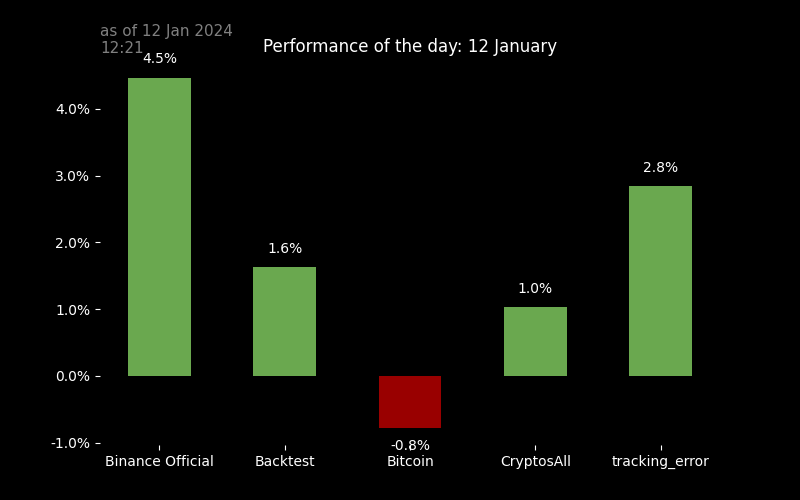 as of 12 Jan 2024
12:21
Performance of the day: 12 January
4.5%
4.0%
3.0%
2.8%
2.0%
1.6%
1.0%
1.0%
0.0%
-1.0%
-0.8%
Binance Official
Backtest
Bitcoin
CryptosAll
tracking_error